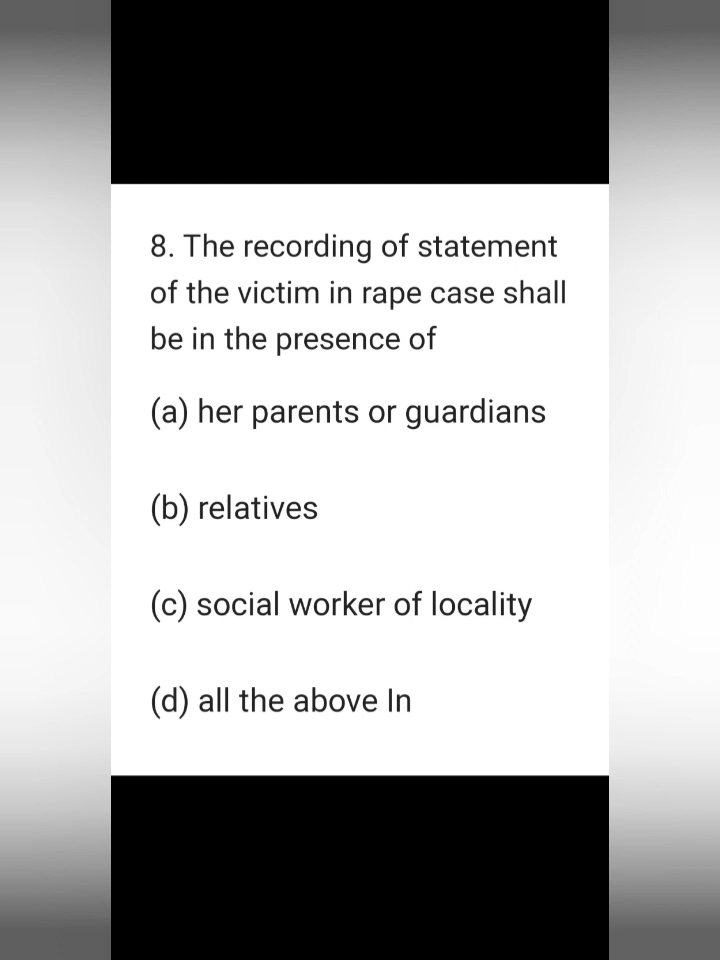 8. The recording of statement
of the victim in rape case shall
be in the presence of
(a) her parents or guardians
(b) relatives
(c) social worker of locality
(d) all the above In